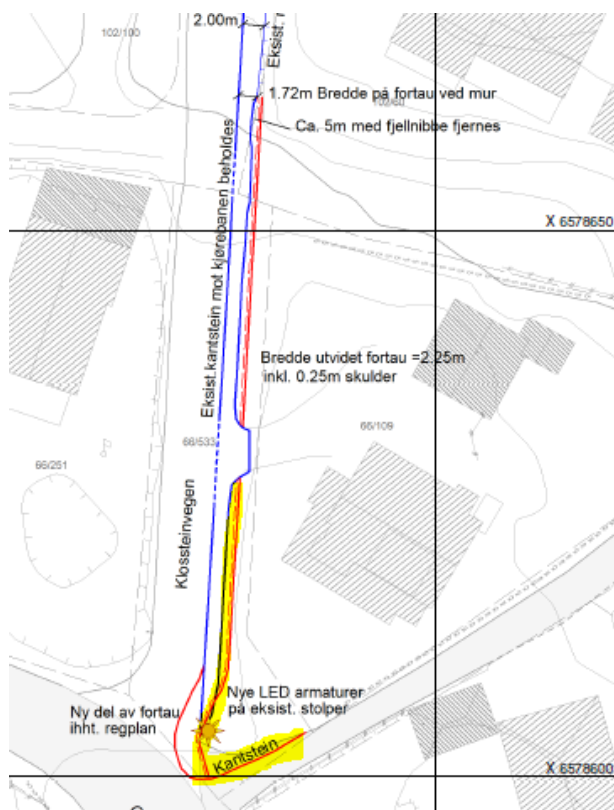 2.00m
Eksist.
102/100
1.72m Bredde på fortau ved mur
102/60
Ca. 5m med fjellnibbe fjernes
Eksist.kantstein mot kjørebanen beholdes
X 6578650
Bredde utvidet fortau =2.25m
inkl. 0.25m skulder
66/109
66/533
66/251
Klossteinvegen
Nye LED armaturer
på eksist. stolper
Ny del av fortau
ihht. regplan
Kantstein
X 6578600